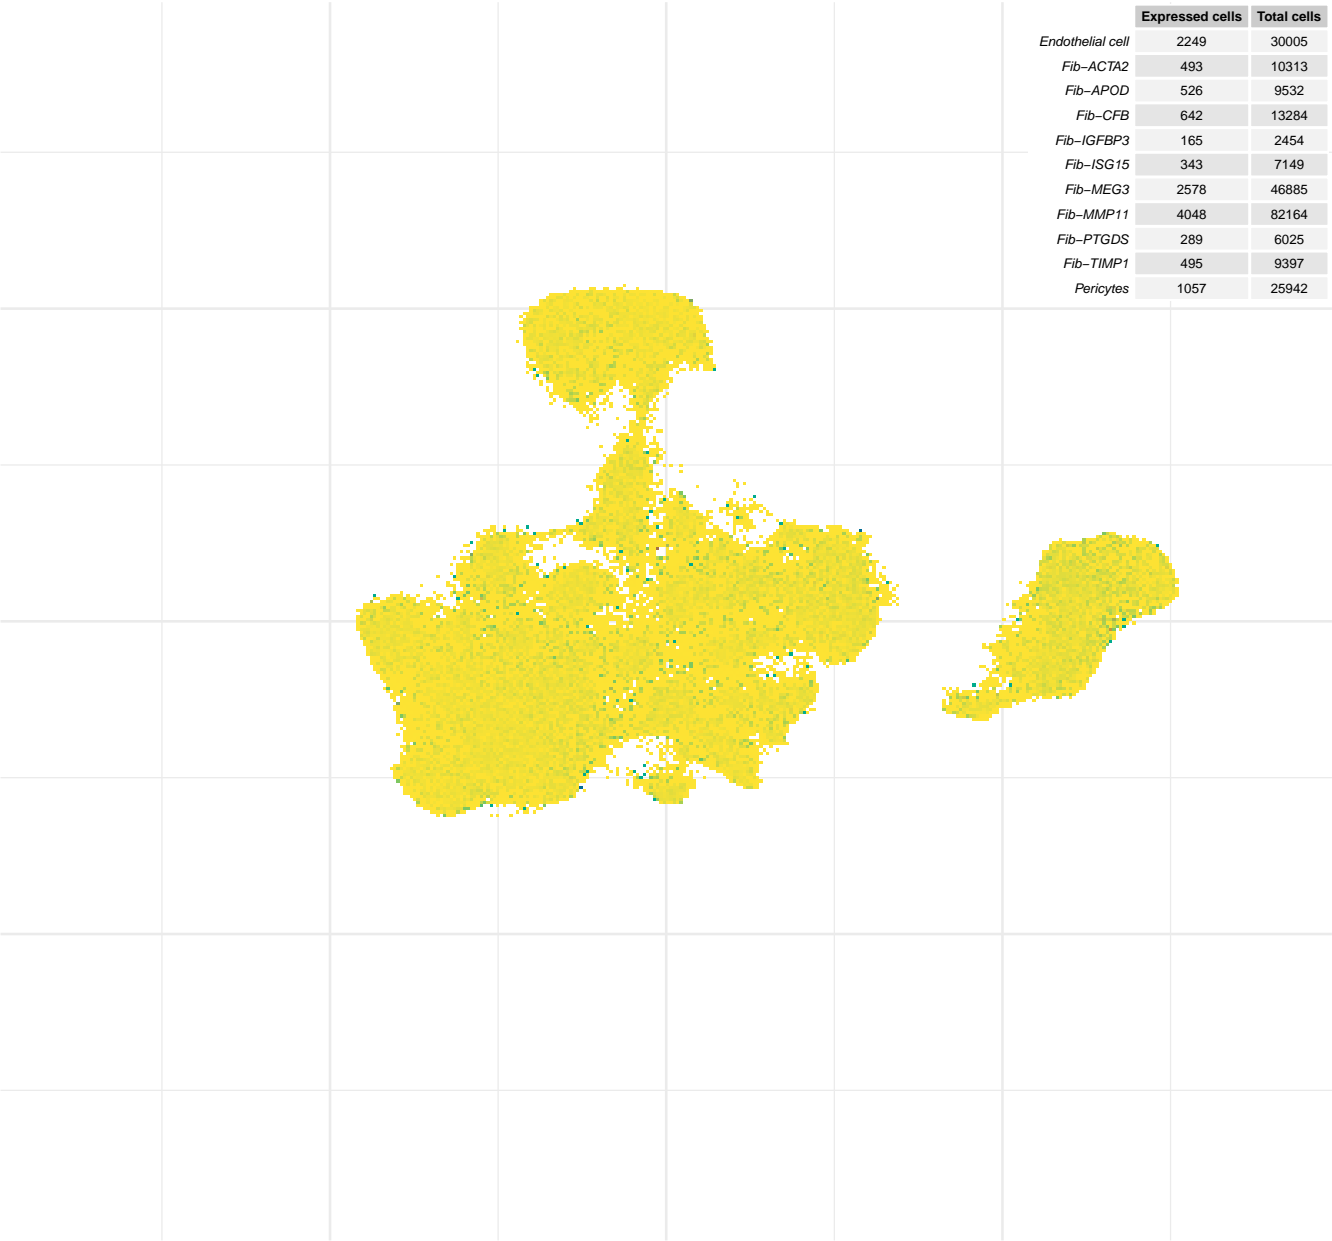 Expressed cells Total cells
Endothelial cell 2249 30005
Fib−ACTA2 493 10313
Fib−APOD 526 9532
Fib−CFB 642 13284
Fib−IGFBP3 165 2454
Fib−ISG15 343 7149
Fib−MEG3 2578 46885
Fib−MMP11 4048 82164
Fib−PTGDS 289 6025
Fib−TIMP1 495 9397
Pericytes 1057 25942